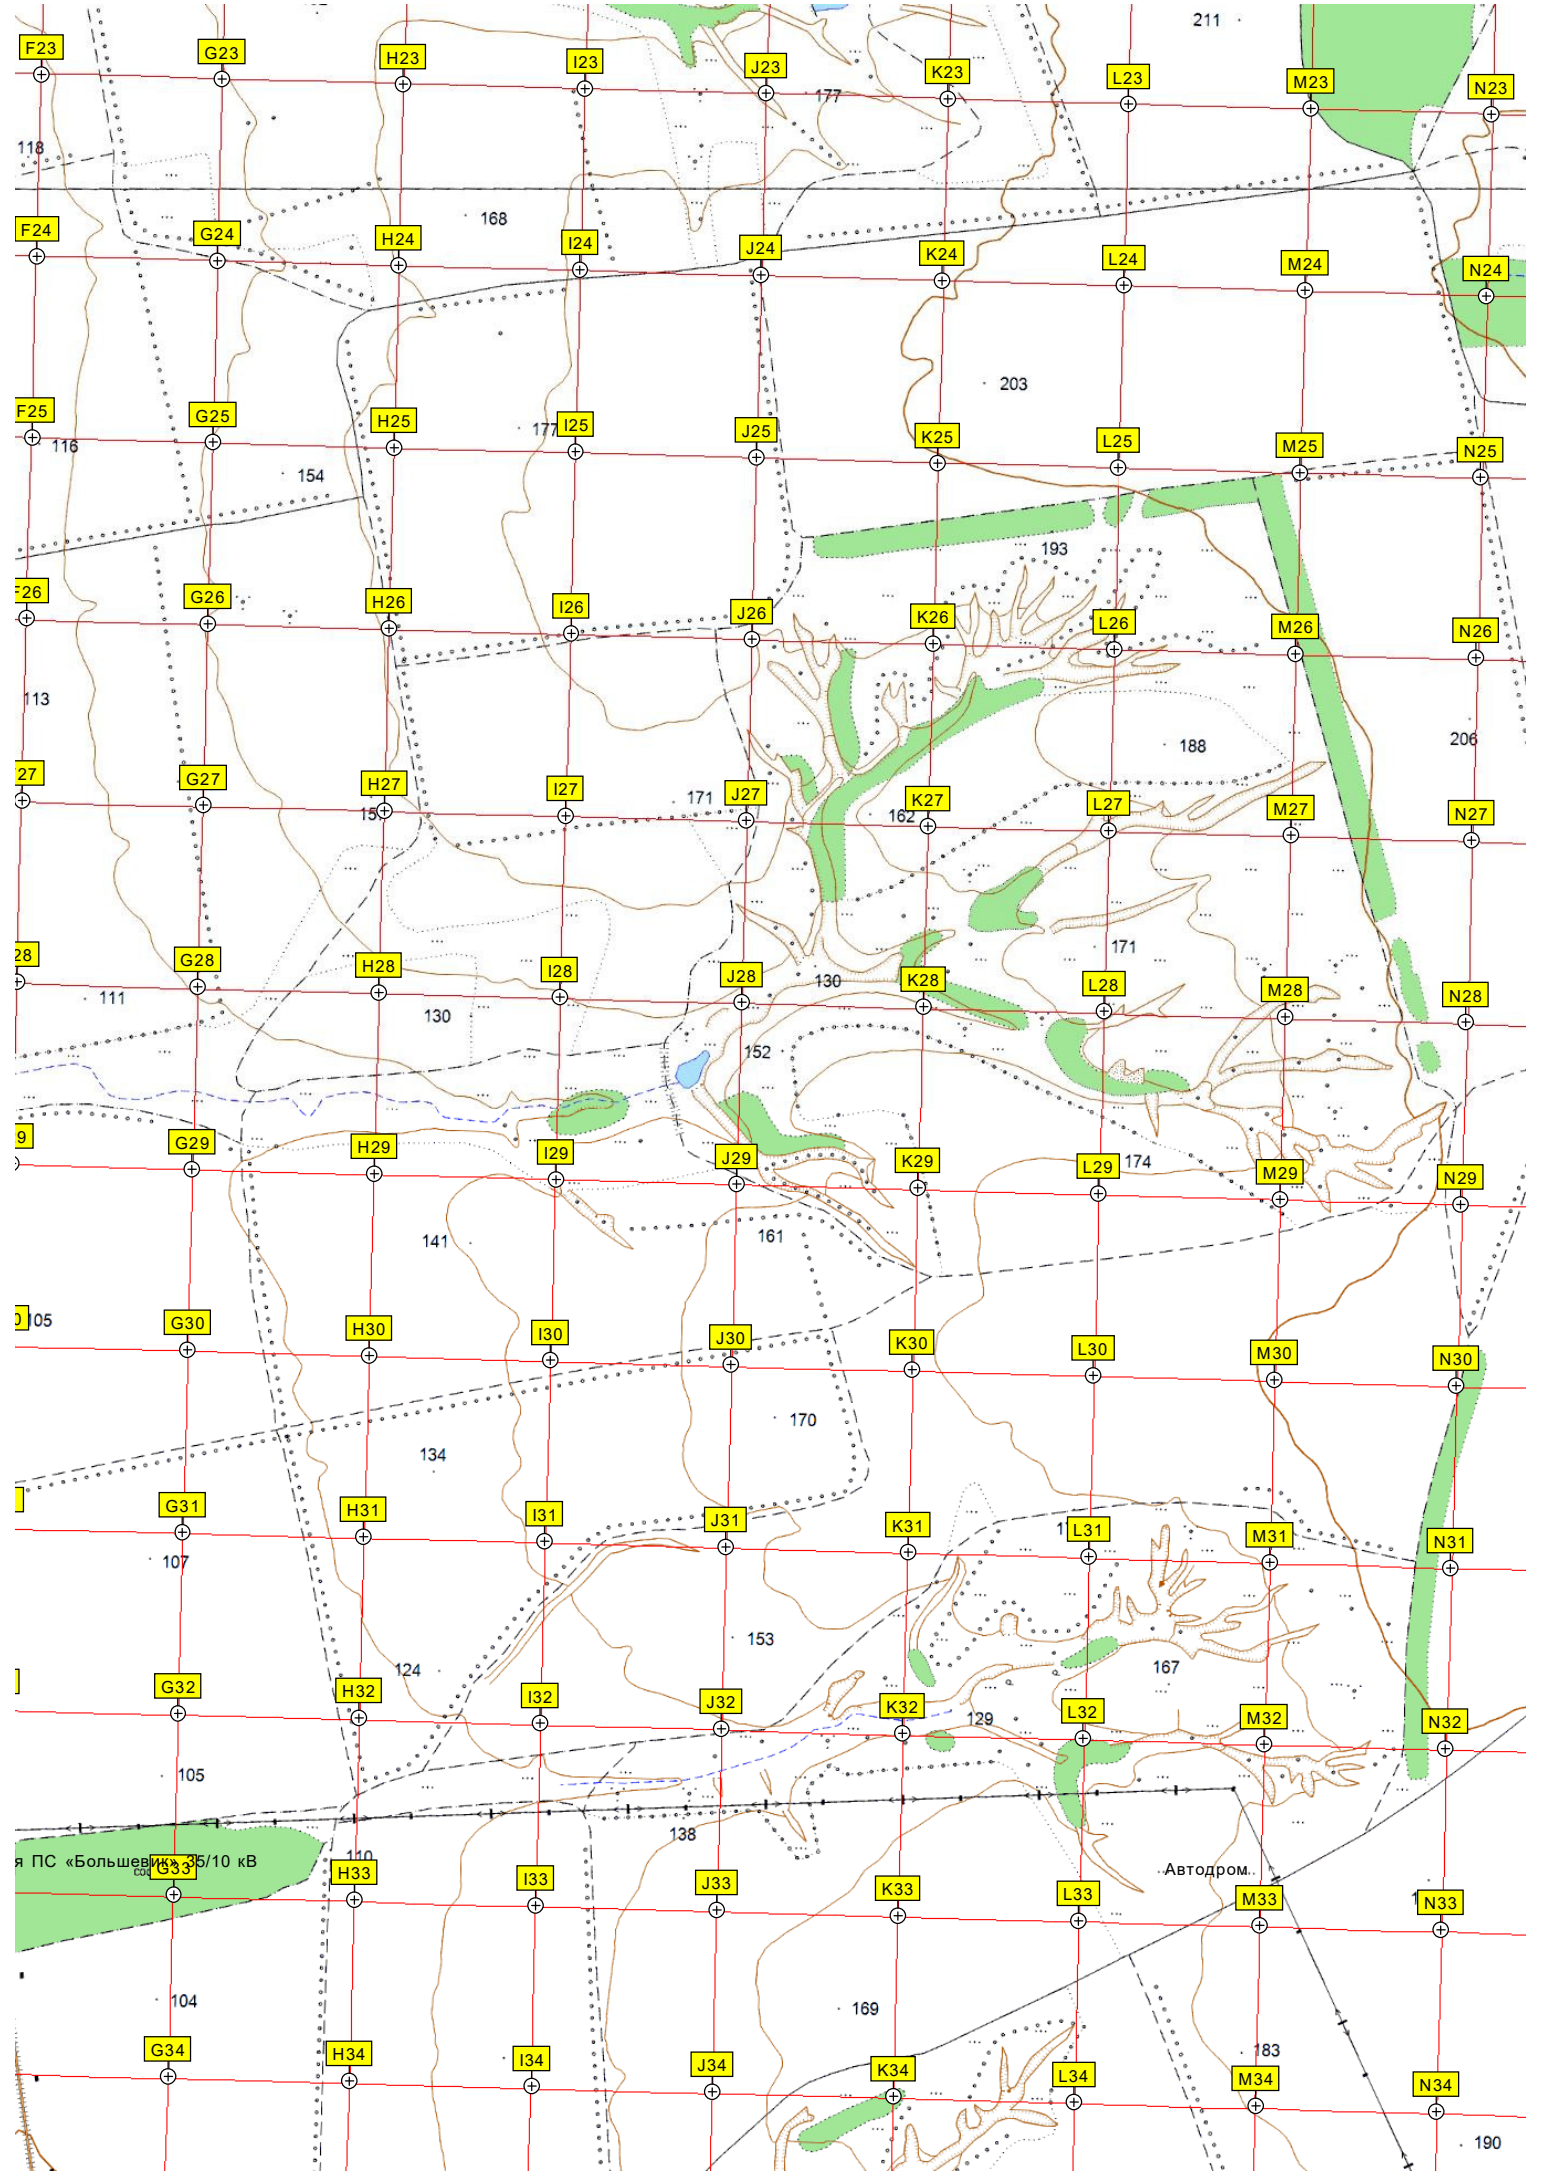 211
F23 G23 H23 I23 J23 K23 L23 M23 N23
177
118
168
F24 G24 H24 I24 J24 K24 L24 M24 N24
203
F25 G25 H25 I25 J25 K25 L25 M25 N25
116 177
154
193
F26 G26 H26 I26 J26 K26 L26 M26 N26
113
206
188
27 G27 H27 I27 J27 K27 L27 M27 N27
171
15 162
171
28 G28 H28 I28 J28 K28 L28 M28 N28
111 130 130
152
9 G29 H29 I29 J29 K29 L29 M29 N29
174
141 161
0 G30 H30 I30 J30 K30 L30 M30 N30
105
170
134
G31 H31 I31 J31 K31 L31 M31 N31
107
153
124 167
G32 H32 I32 J32 K32 L32 M32 N32
129
105
138
110
я ПС «Большевик» 35/10 кВ
Автодром
G33 H33 I33 J33 K33 L33 M33 N33
104 169
183
G34 H34 I34 J34 K34 L34 M34 N34
190